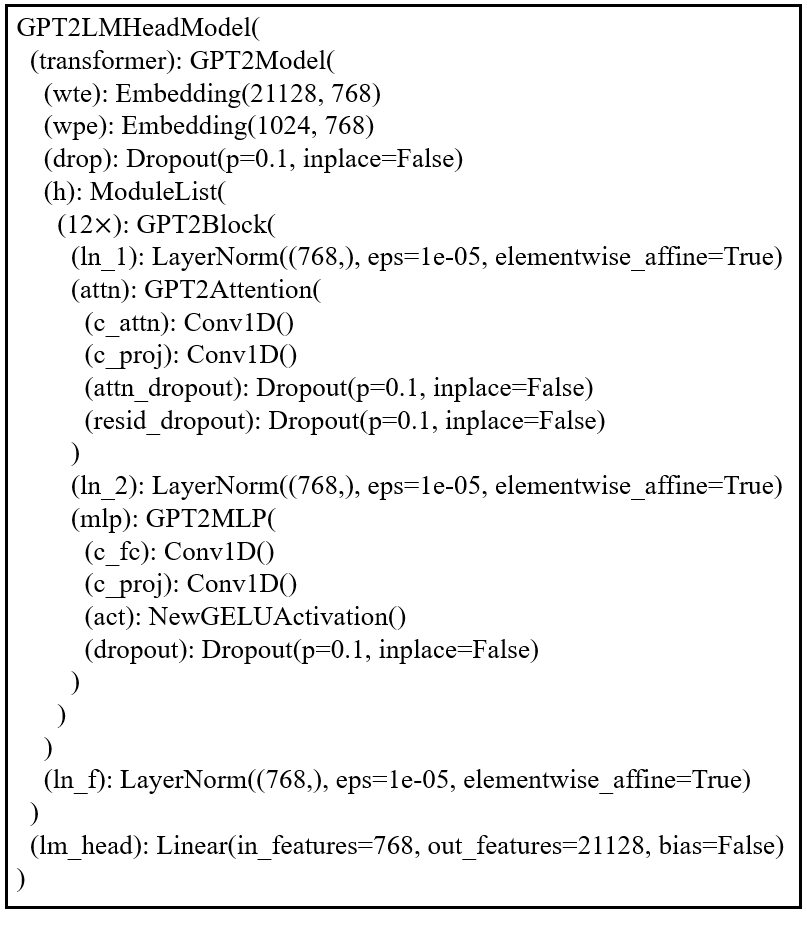 GPT2LMHeadModel(
(transformer): GPT2Model(
(wte): Embedding(21128, 768)
(wpe): Embedding(1024, 768)
(drop): Dropout(p=0.1, inplace=False)
(h): ModuleList(
(12×): GPT2Block(
(ln_1): LayerNorm((768,), eps=1e-05, elementwise_affine=True)
(attn): GPT2Attention(
(c_attn): Conv1D()
(c_proj): Conv1D()
(attn_dropout): Dropout(p=0.1, inplace=False)
(resid_dropout): Dropout(p=0.1, inplace=False)
)
(ln_2): LayerNorm((768,), eps=1e-05, elementwise_affine=True)
(mlp): GPT2MLP(
(c_fc): Conv1D()
(c_proj): Conv1D()
(act): NewGELUActivation()
(dropout): Dropout(p=0.1, inplace=False)
)
)
)
(ln_f): LayerNorm((768,), eps=1e-05, elementwise_affine=True)
)
(lm_head): Linear(in_features=768, out_features=21128, bias=False)
)